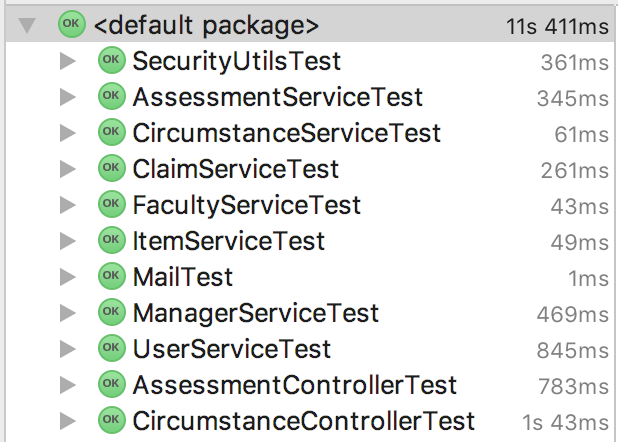 OK <default package> 11s 411ms
OK SecurityUtilsTest 361ms
OK AssessmentServiceTest 345ms
OK CircumstanceServiceTest 61ms
OK ClaimServiceTest 261ms
OK FacultyServiceTest 43ms
OK ItemServiceTest 49ms
OK MailTest 1ms
OK ManagerServiceTest 469ms
OK UserServiceTest 845ms
OK AssessmentControllerTest 783ms
OK CircumstanceControllerTest 1s 43ms